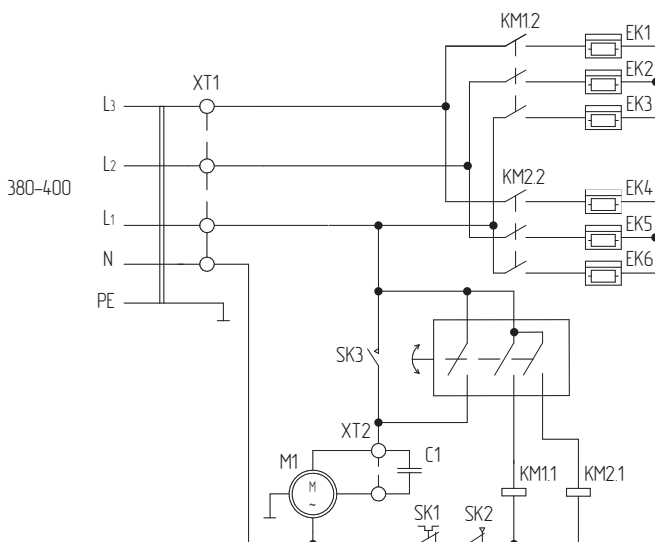 KM1.2
EK1
EK2
EK3
XT1
L3
L2
380-400
L1
N
PE
KM2.2
EK4
EK5
EK6
SK3
XT2
C1
M1
M
~
KM1.1
KM2.1
SK1
SK2